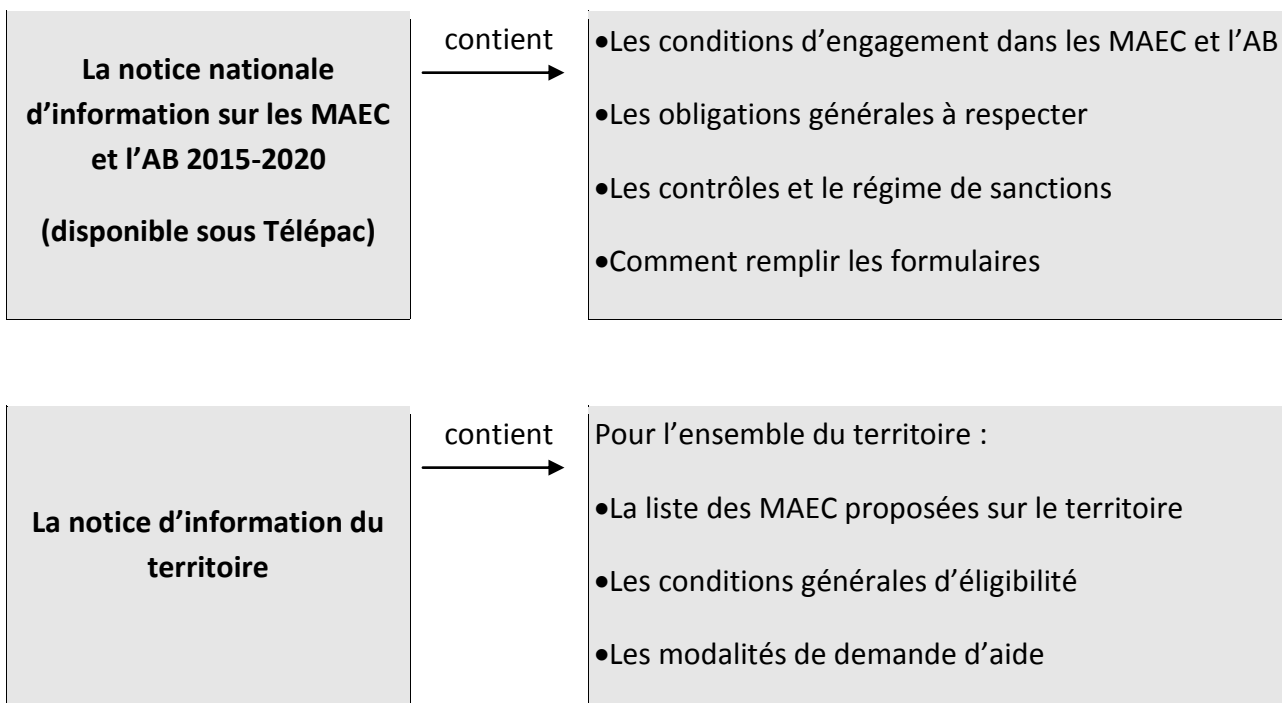 La notice nationale
d’information sur les MAEC
et l’AB 2015-2020
(disponible sous Télépac)
contient
•Les conditions d’engagement dans les MAEC et l’AB
•Les obligations générales à respecter
•Les contrôles et le régime de sanctions
•Comment remplir les formulaires
La notice d’information du
territoire
contient
Pour l’ensemble du territoire :
•La liste des MAEC proposées sur le territoire
•Les conditions générales d’éligibilité
•Les modalités de demande d’aide